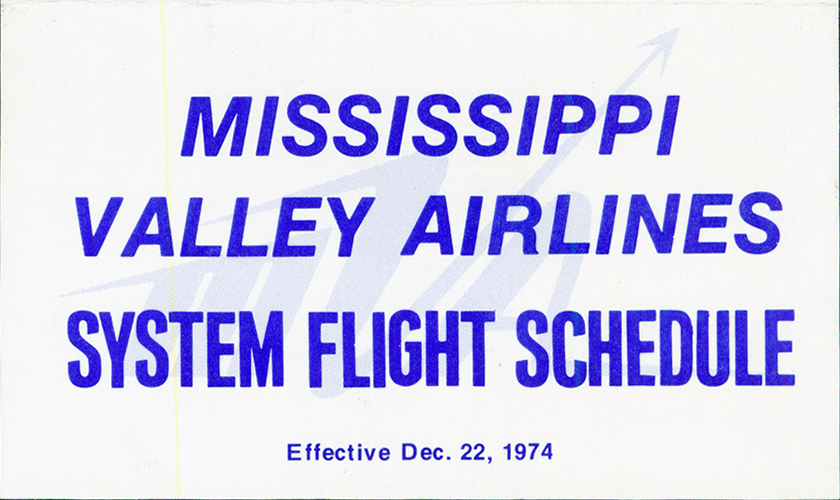 MISSISSIPPI
VALLEY AIRLINES
SYSTEM FLIGHT SCHEDULE
Effective Dec. 22, 1974